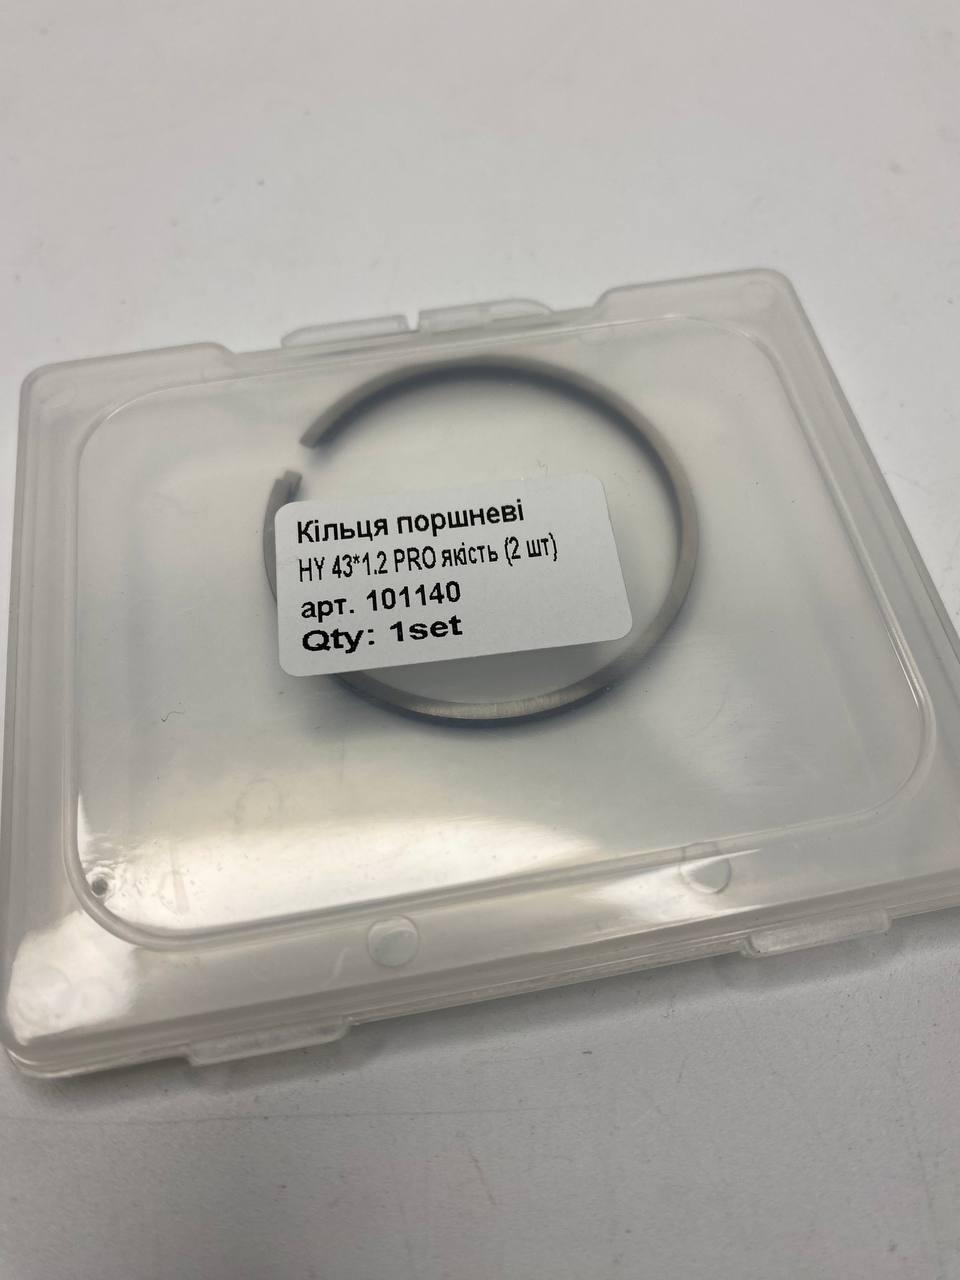 Кільця поршневі
HY 43*1.2 PRO якість (2 шт)
арт. 101140
Qty: 1set